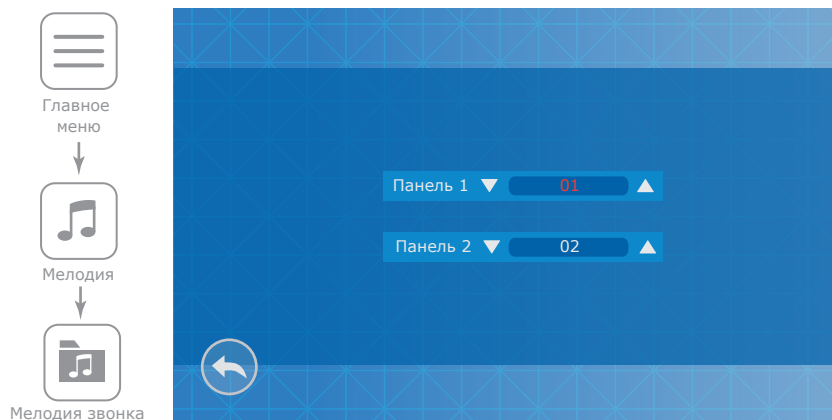 Главное
меню
Мелодия
Мелодия звонка
Панель 1 01
Панель 2 02